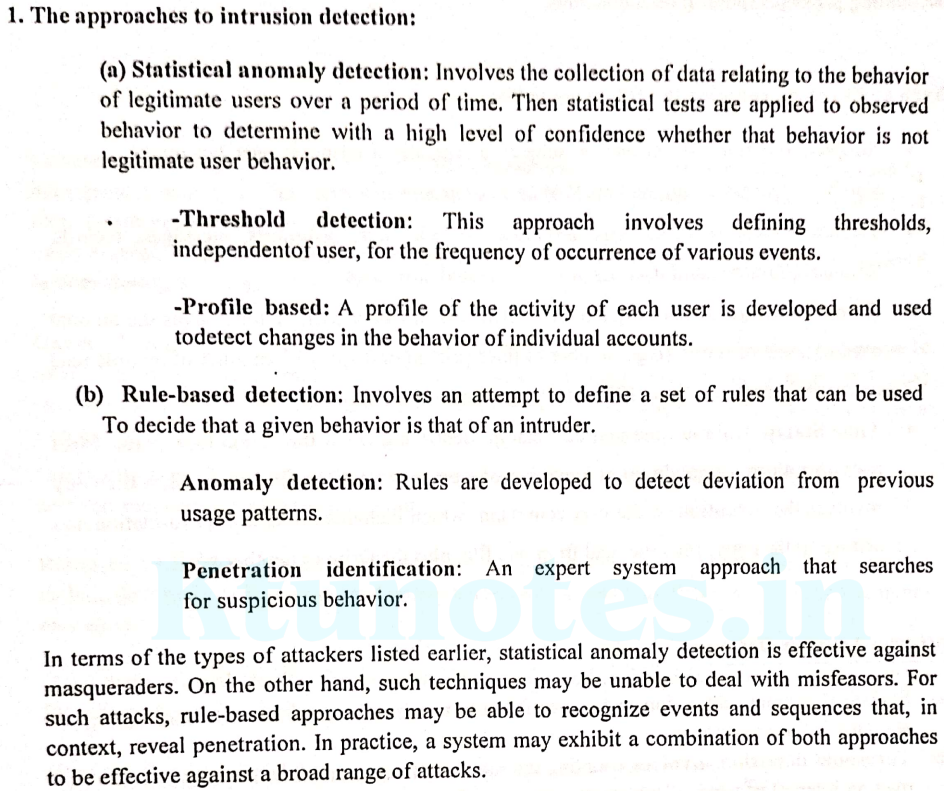 1. The approaches to intrusion detection:
(a) Statistical anomaly detection: Involves the collection of data relating to the behavior
of legitimate users over a period of time. Then statistical tests are applied to observed
behavior to determine with a high level of confidence whether that behavior is not
legitimate user behavior.
-Threshold detection: This approach involves defining thresholds,
independentof user, for the frequency of occurrence of various events.
-Profile based: A profile of the activity of each user is developed and used
todetect changes in the behavior of individual accounts.
(b) Rule-based detection: Involves an attempt to define a set of rules that can be used
To decide that a given behavior is that of an intruder.
Anomaly detection: Rules are developed to detect deviation from previous
usage patterns.
Penetration identification: An expert system approach that searches
for suspicious behavior.
Ktunotes.in
In terms of the types of attackers listed earlier, statistical anomaly detection is effective against
masqueraders. On the other hand, such techniques may be unable to deal with misfeasors. For
such attacks, rule-based approaches may be able to recognize events and sequences that, in
context, reveal penetration. In practice, a system may exhibit a combination of both approaches
to be effective against a broad range of attacks.